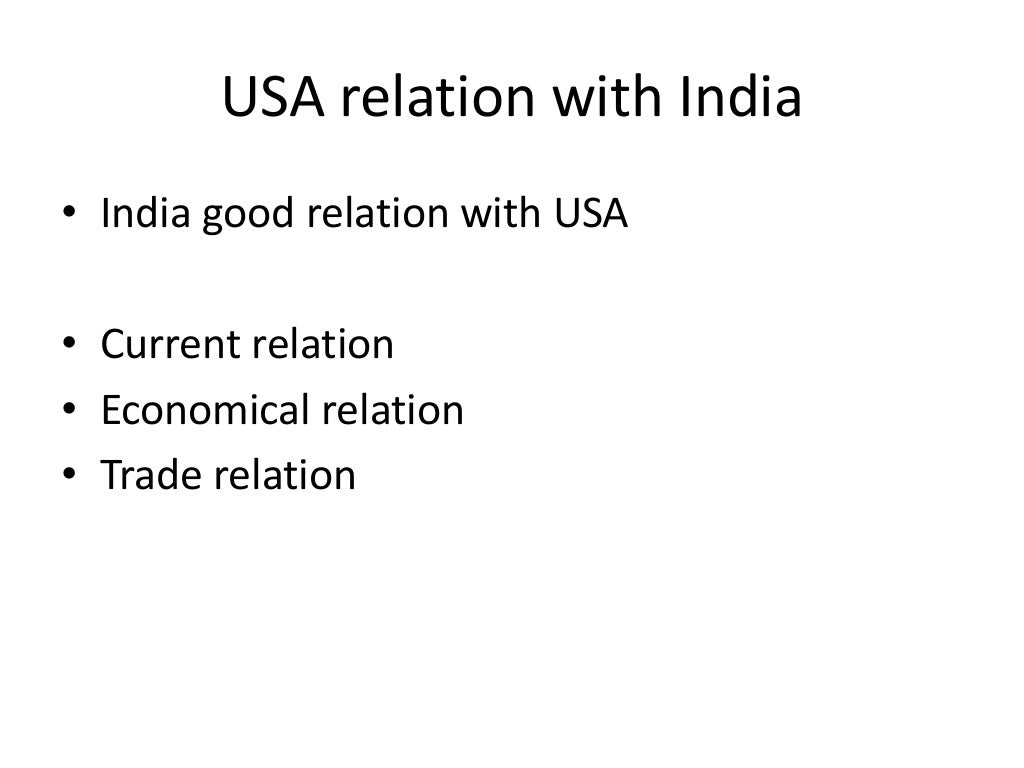 USA relation with India
• India good relation with USA
• Current relation
• Economical relation
• Trade relation